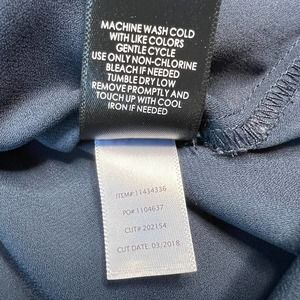 MACHINE WASH COLD
WITH LIKE COLORS
GENTLE CYCLE
USE ONLY NON-CHLORINE
BLEACH IF NEEDED
TUMBLE DRY LOW
REMOVE PROMPTLY AND
TOUCH UP WITH COOL
IRON IF NEEDED
ITEM#: 11434336
PO#: 1104637
CUT#: 202154
CUT DATE: 03/2018